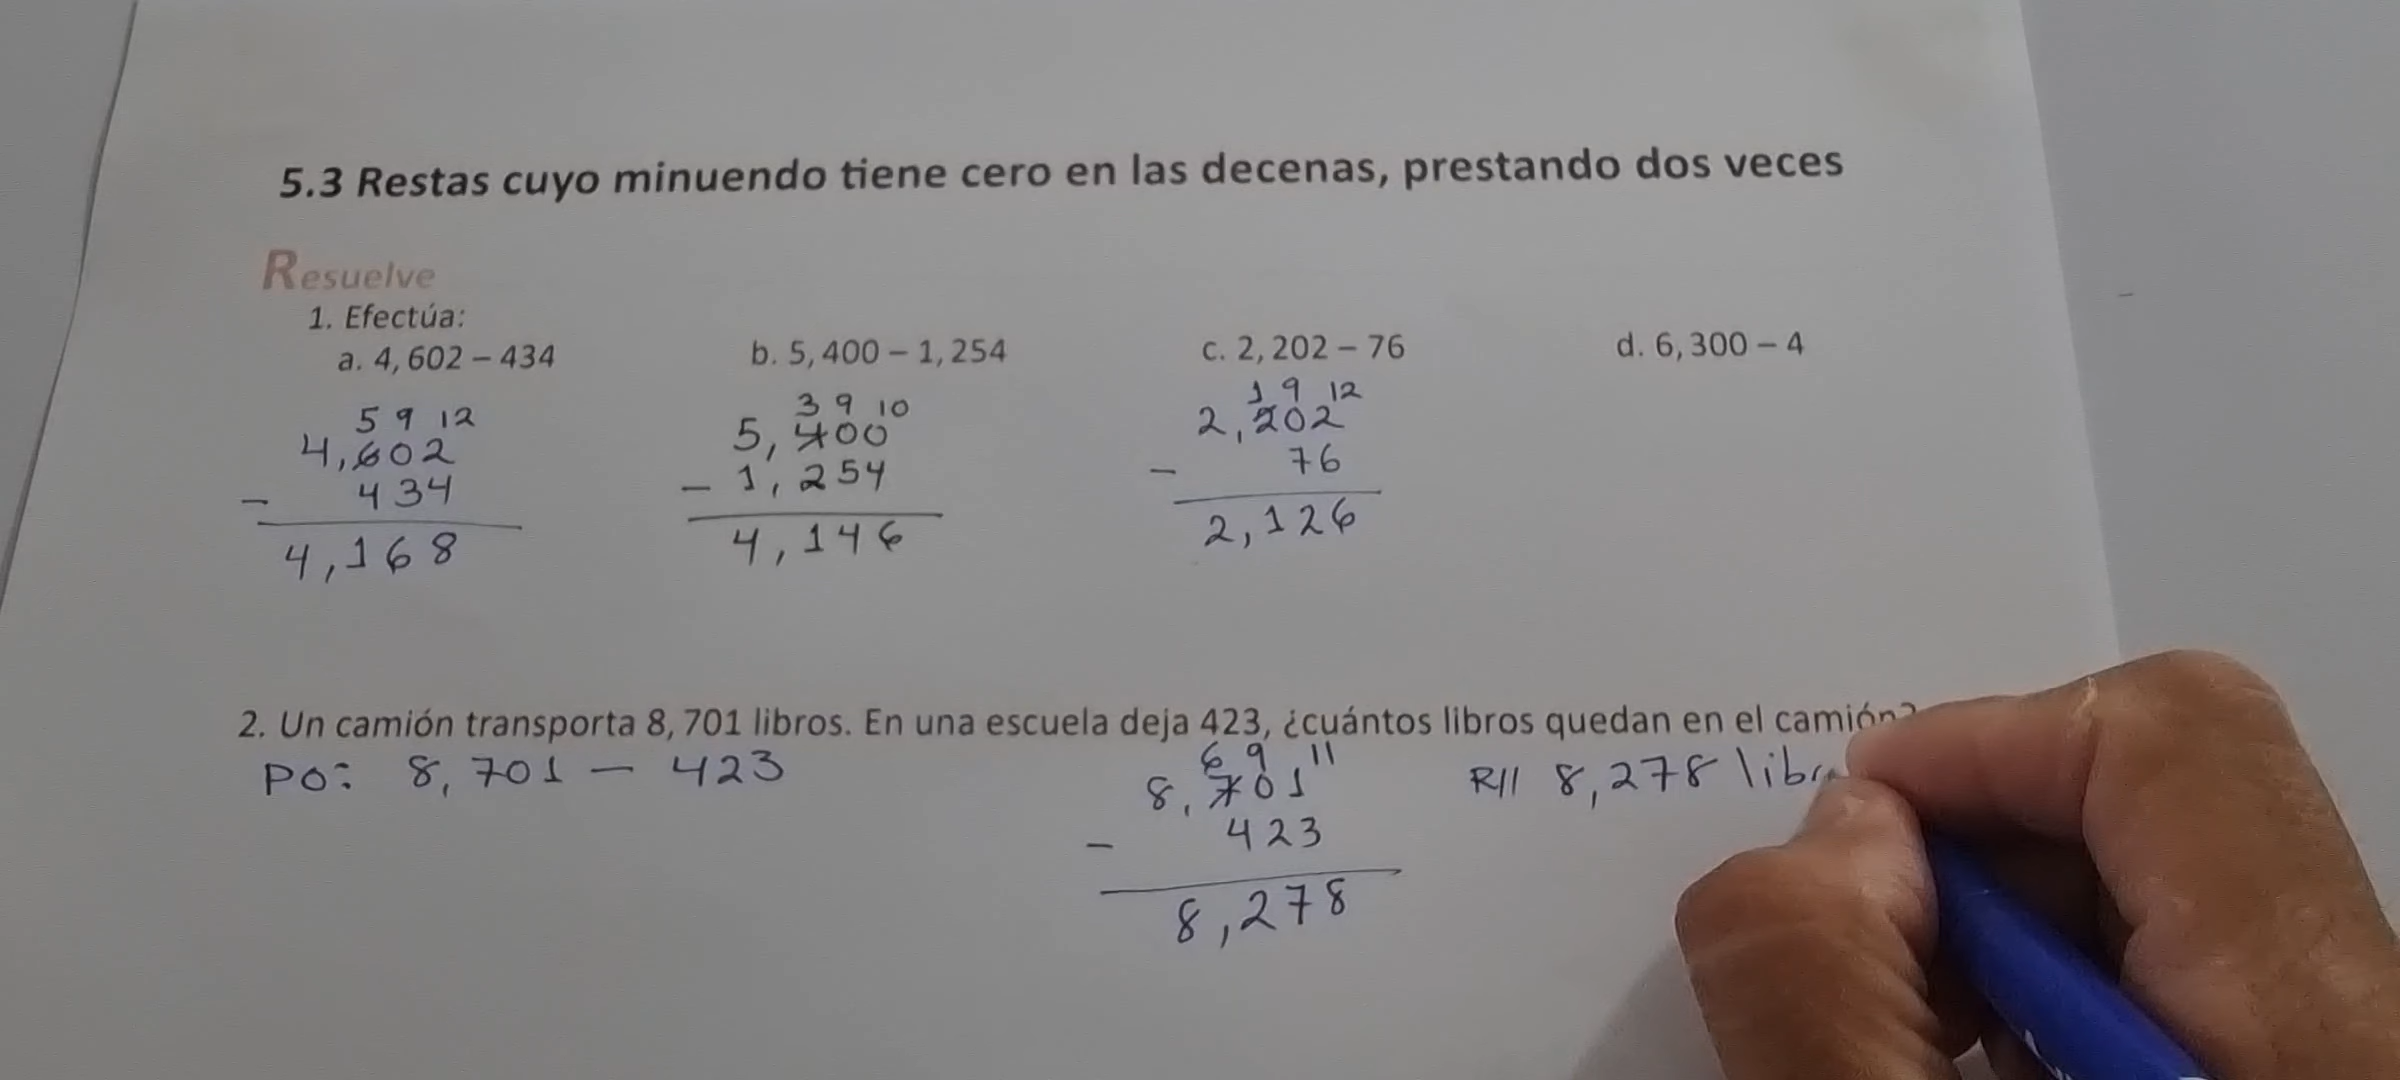 5.3 Restas cuyo minuendo tiene cero en las decenas, prestando dos veces
Resuelve
1. Efectúa:
a. 4,602 – 434
5 9 12
4,602
– 434
4,168
b. 5,400 – 1,254
3 9 10
5,400
– 1,254
4,146
c. 2,202 – 76
1 9 12
2,202
– 76
2,126
d. 6,300 – 4
2. Un camión transporta 8,701 libros. En una escuela deja 423, ¿cuántos libros quedan en el camión?
PO: 8,701 – 423
6 9 11
8,701
– 423
8,278
R// 8,278 libr